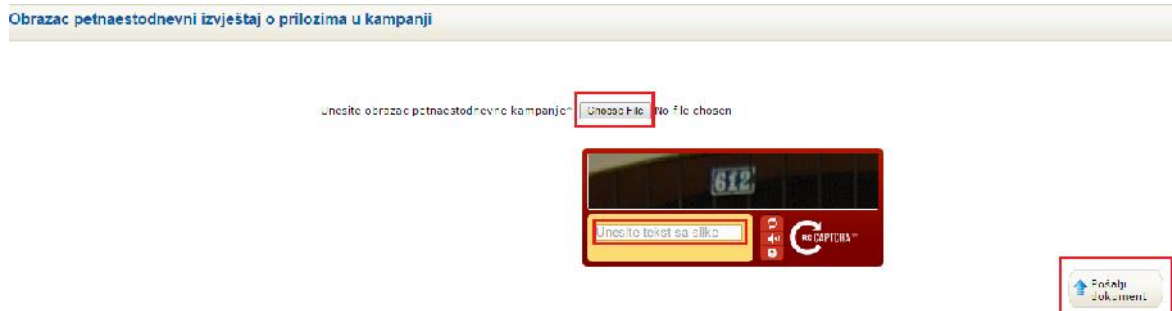 Obrazac petnaestodnevni izvještaj o prilozima u kampanji
Unesite obrazac petnaestodnevne kampanje* Choose File No file chosen
612
Unesite tekst sa slike
reCAPTCHA™
Pošalji
dokument